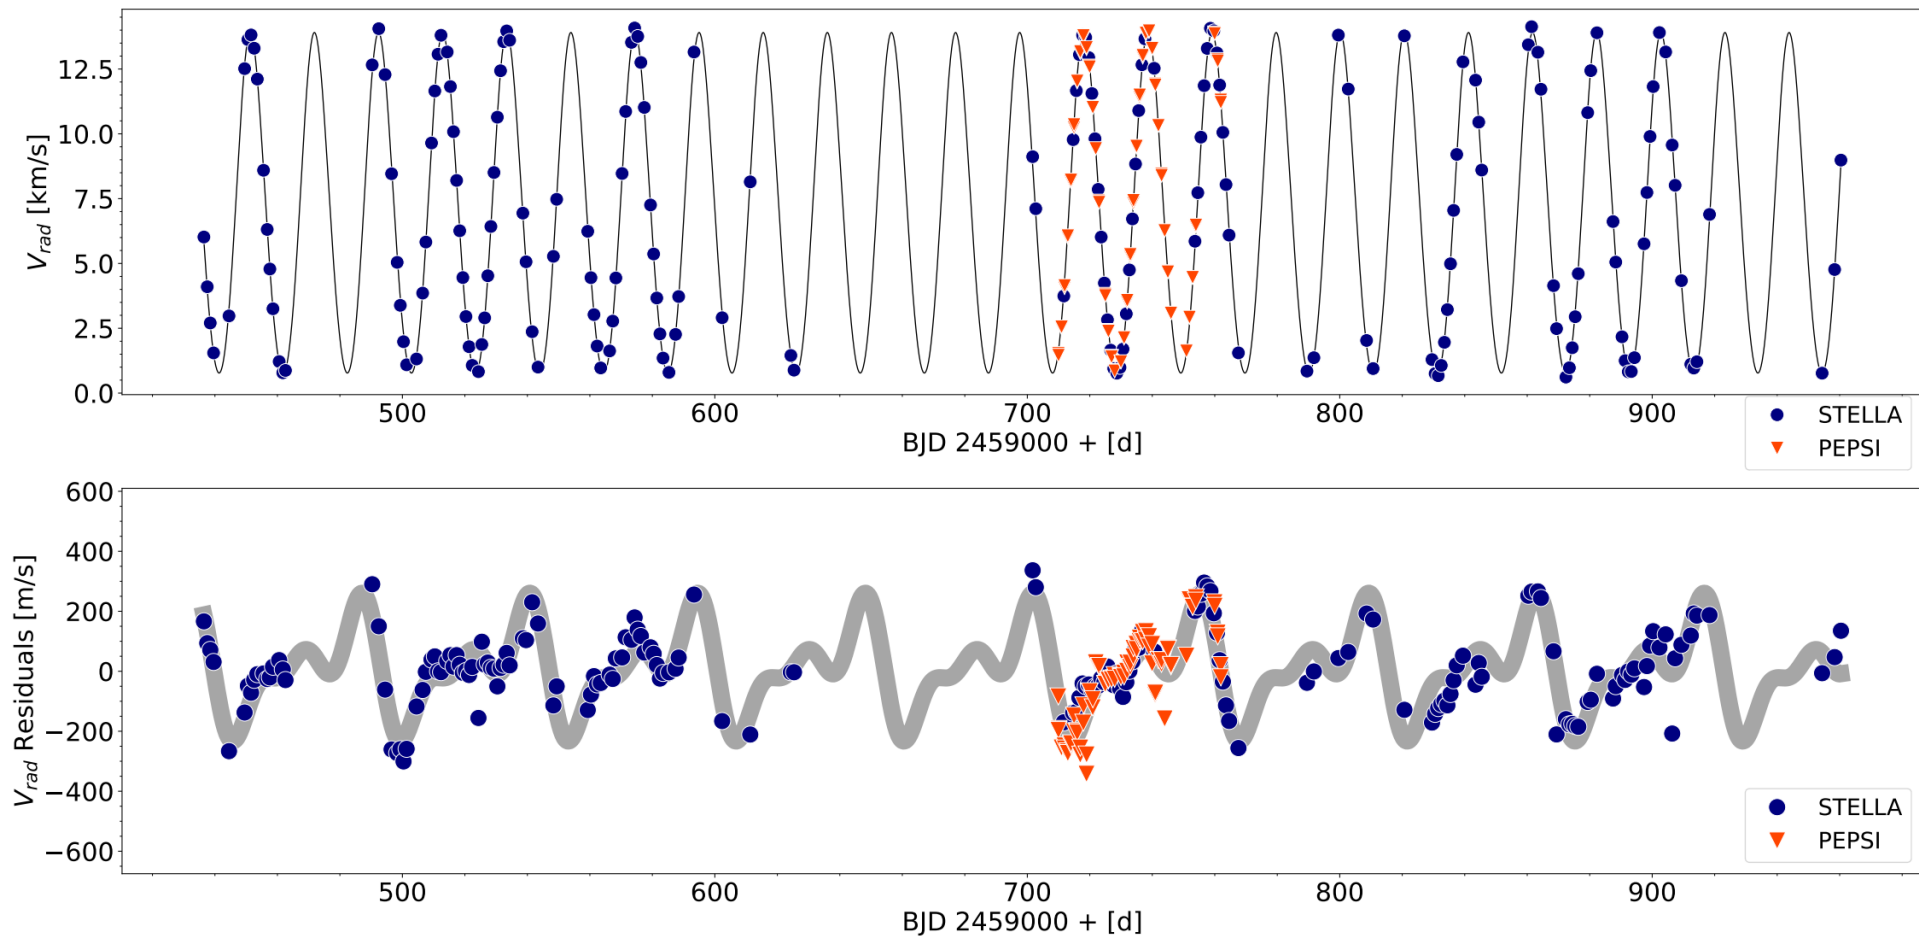 12.5
10.0
7.5
5.0
2.5
0.0
V_rad [km/s]
500 600 700 800 900
BJD 2459000 + [d]
STELLA
PEPSI
600
400
200
0
−200
−400
−600
V_rad Residuals [m/s]
500 600 700 800 900
BJD 2459000 + [d]
STELLA
PEPSI